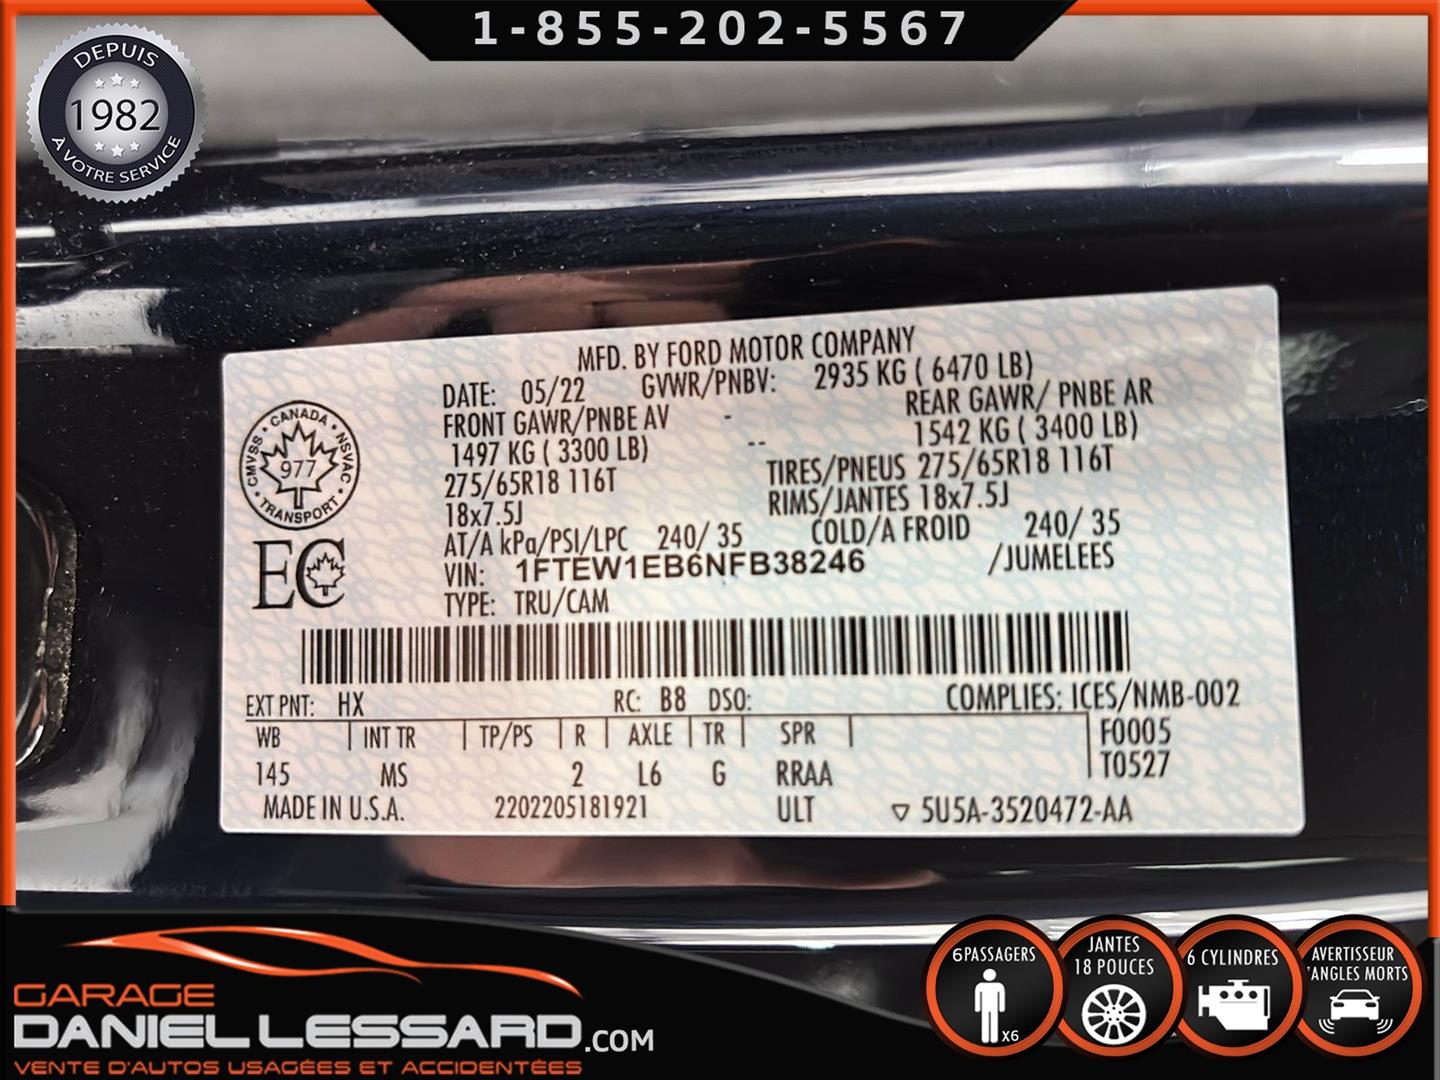 1-855-202-5567
DEPUIS
1982
A VOTRE SERVICE
MFD. BY FORD MOTOR COMPANY
DATE: 05/22 GVWR/PNBV: 2935 KG ( 6470 LB)
FRONT GAWR/PNBE AV - REAR GAWR/ PNBE AR
1497 KG ( 3300 LB) -- 1542 KG ( 3400 LB)
275/65R18 116T TIRES/PNEUS 275/65R18 116T
18x7.5J RIMS/JANTES 18x7.5J
AT/A kPa/PSI/LPC 240/ 35 COLD/A FROID 240/ 35
VIN: 1FTEW1EB6NFB38246 /JUMELEES
TYPE: TRU/CAM
CANADA
CMVSS 977 NSVAC
TRANSPORT
EC
EXT PNT: HX RC: B8 DSO: COMPLIES: ICES/NMB-002
WB INT TR TP/PS R AXLE TR SPR F0005
145 MS 2 L6 G RRAA T0527
MADE IN U.S.A. 2202205181921 ULT ▽ 5U5A-3520472-AA
GARAGE
DANIEL LESSARD.COM
VENTE D'AUTOS USAGÉES ET ACCIDENTÉES
6 PASSAGERS
X6
JANTES
18 POUCES
6 CYLINDRES
AVERTISSEUR
'ANGLES MORTS